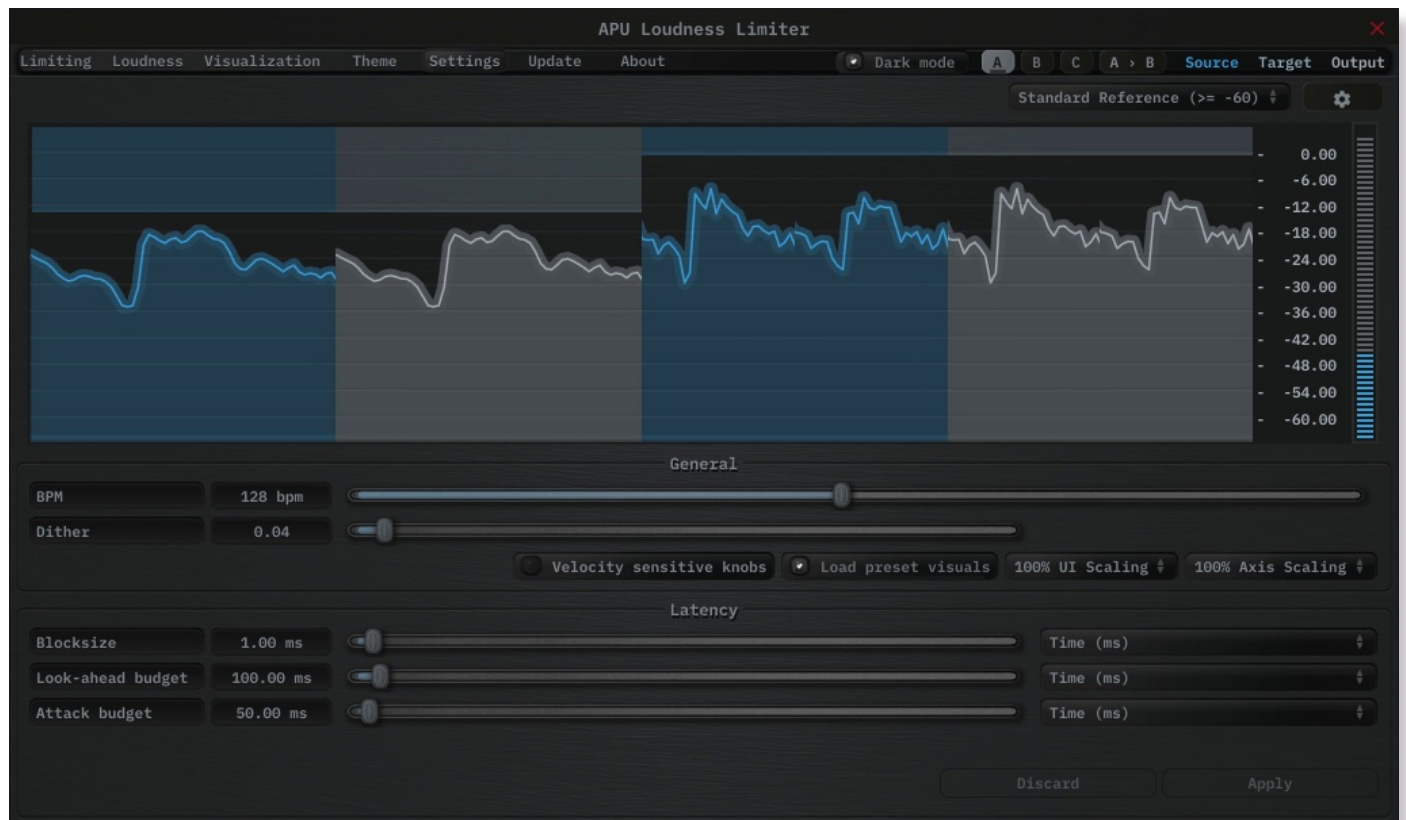 APU Loudness Limiter
Limiting Loudness Visualization Theme Settings Update About Dark mode A B C A › B Source Target Output
Standard Reference (>= -60)
- 0.00
- -6.00
- -12.00
- -18.00
- -24.00
- -30.00
- -36.00
- -42.00
- -48.00
- -54.00
- -60.00
General
BPM 128 bpm
Dither 0.04
Velocity sensitive knobs Load preset visuals 100% UI Scaling 100% Axis Scaling
Latency
Blocksize 1.00 ms Time (ms)
Look-ahead budget 100.00 ms Time (ms)
Attack budget 50.00 ms Time (ms)
Discard Apply